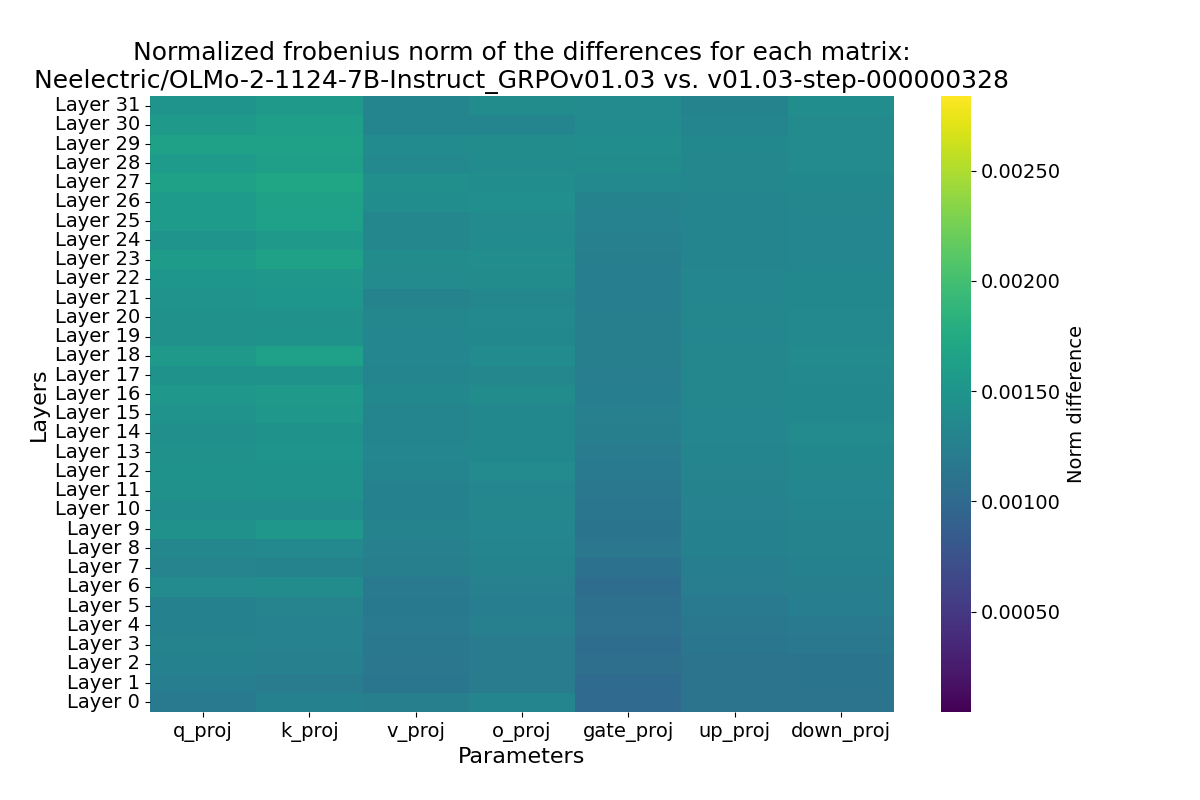 Normalized frobenius norm of the differences for each matrix:
Neelectric/OLMo-2-1124-7B-Instruct_GRPOv01.03 vs. v01.03-step-000000328
Layers
Layer 31
Layer 30
Layer 29
Layer 28
Layer 27
Layer 26
Layer 25
Layer 24
Layer 23
Layer 22
Layer 21
Layer 20
Layer 19
Layer 18
Layer 17
Layer 16
Layer 15
Layer 14
Layer 13
Layer 12
Layer 11
Layer 10
Layer 9
Layer 8
Layer 7
Layer 6
Layer 5
Layer 4
Layer 3
Layer 2
Layer 1
Layer 0
q_proj k_proj v_proj o_proj gate_proj up_proj down_proj
Parameters
0.00250
0.00200
0.00150
0.00100
0.00050
Norm difference